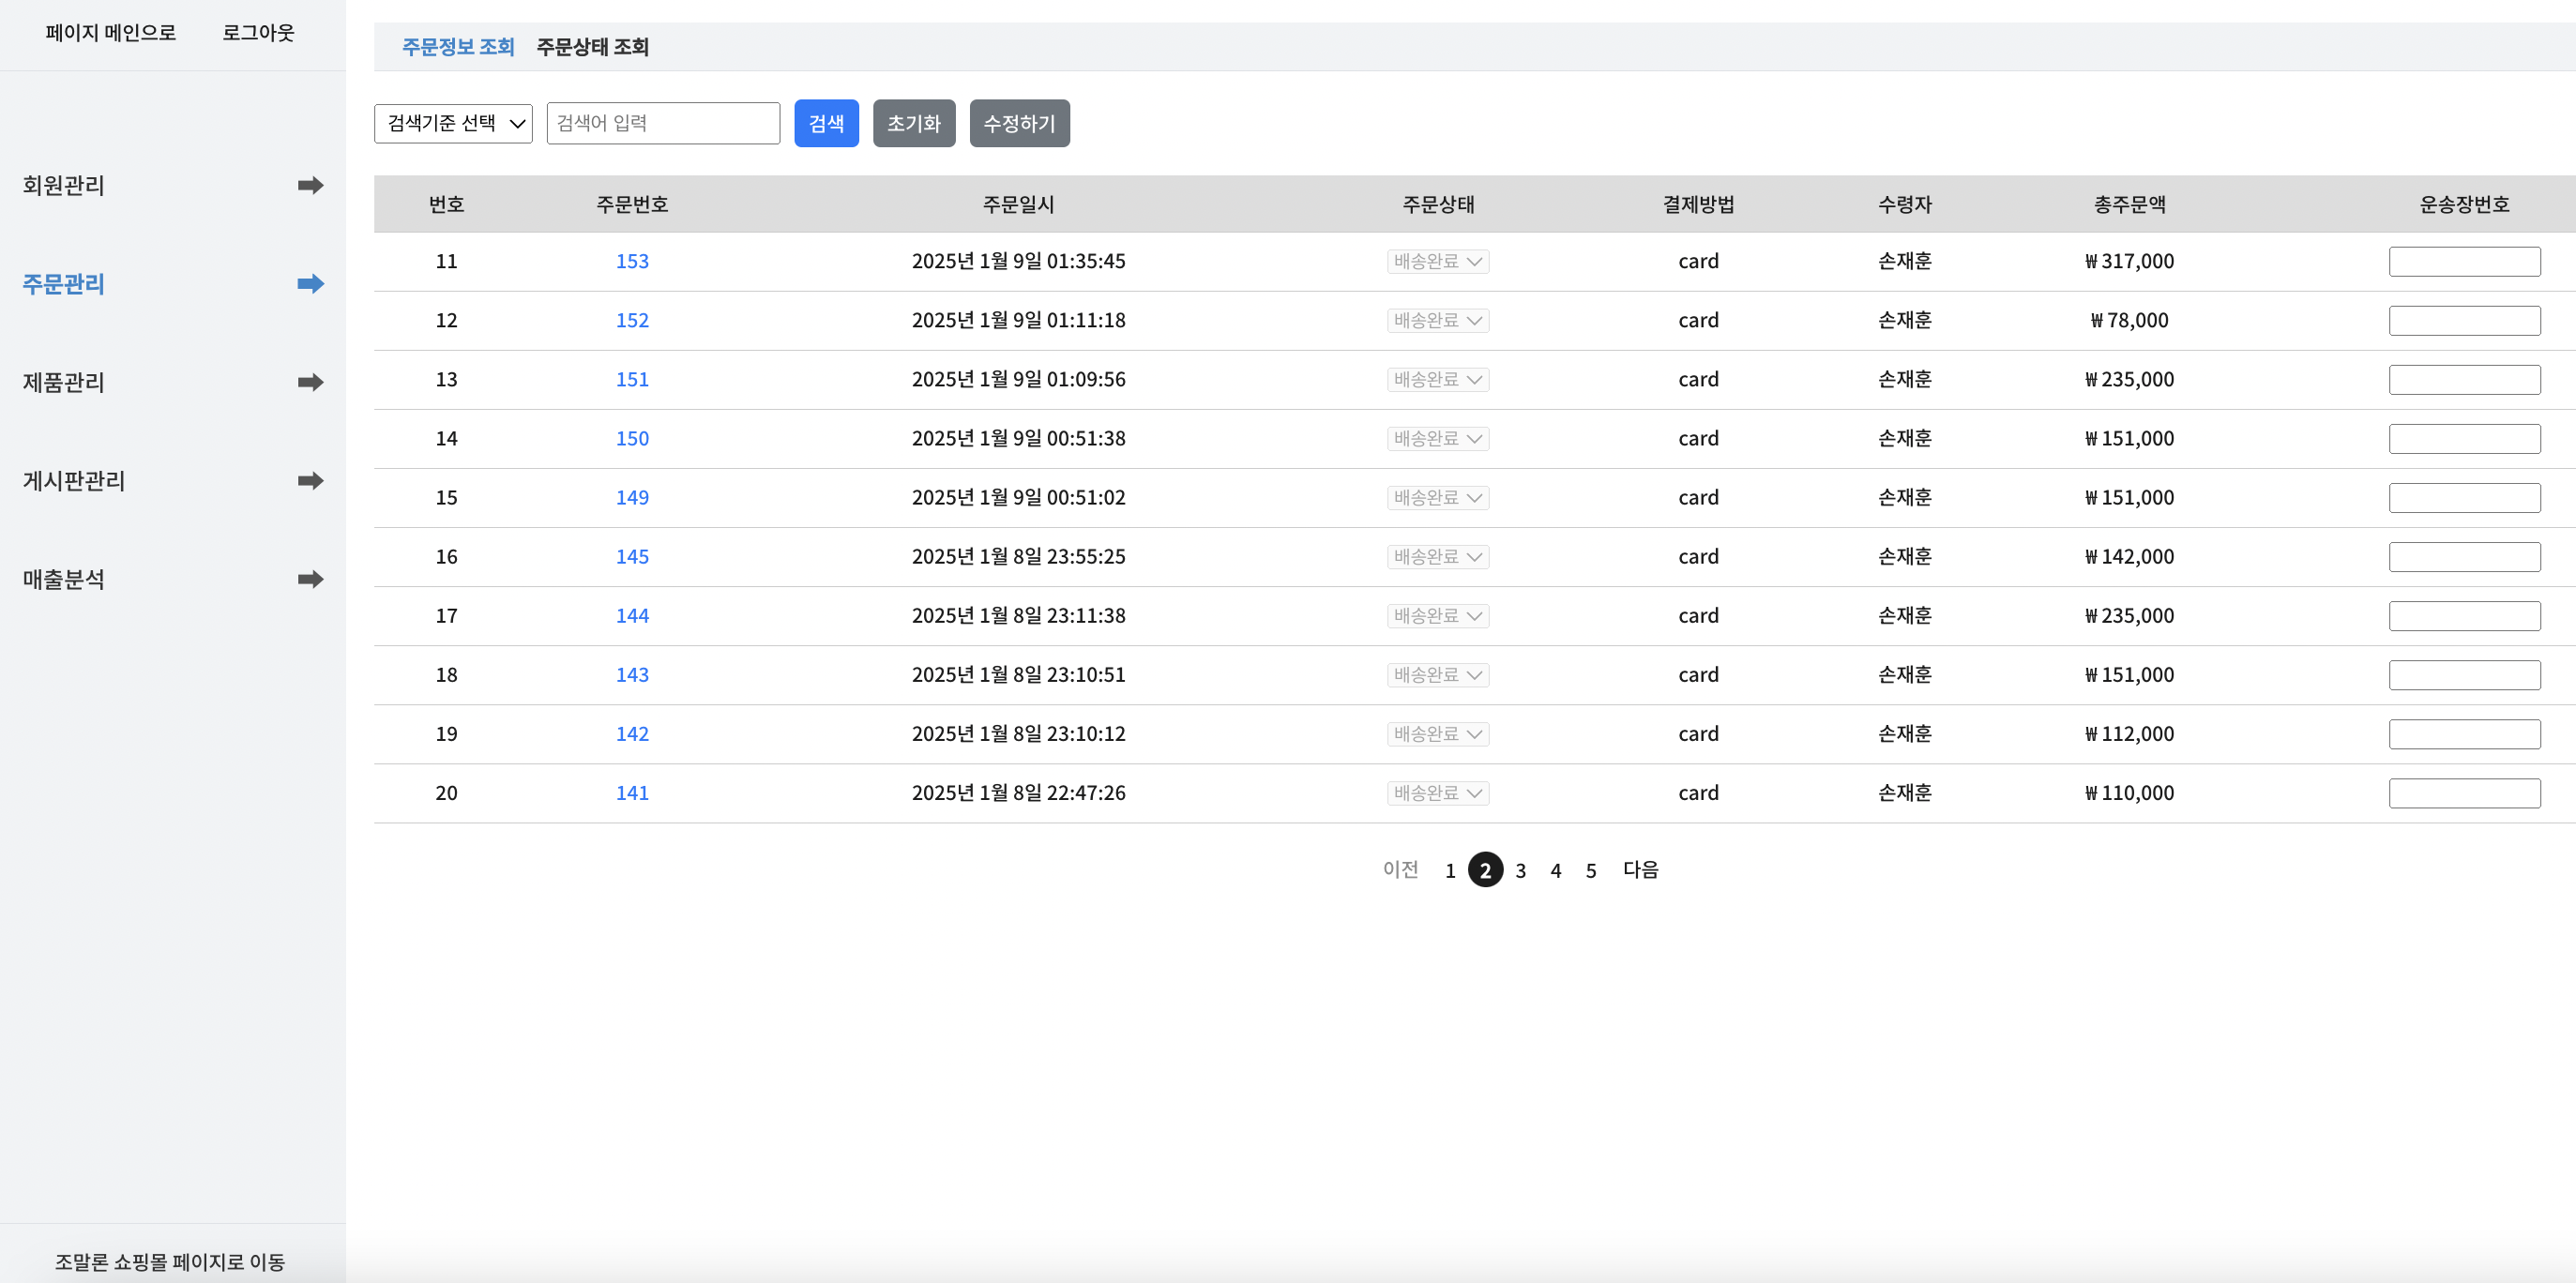 페이지 메인으로 로그아웃
주문정보 조회 주문상태 조회
검색기준 선택 검색어 입력 검색 초기화 수정하기
회원관리
주문관리
제품관리
게시판관리
매출분석
번호 주문번호 주문일시 주문상태 결제방법 수령자 총주문액 운송장번호
11 153 2025년 1월 9일 01:35:45 배송완료 card 손재훈 ₩ 317,000
12 152 2025년 1월 9일 01:11:18 배송완료 card 손재훈 ₩ 78,000
13 151 2025년 1월 9일 01:09:56 배송완료 card 손재훈 ₩ 235,000
14 150 2025년 1월 9일 00:51:38 배송완료 card 손재훈 ₩ 151,000
15 149 2025년 1월 9일 00:51:02 배송완료 card 손재훈 ₩ 151,000
16 145 2025년 1월 8일 23:55:25 배송완료 card 손재훈 ₩ 142,000
17 144 2025년 1월 8일 23:11:38 배송완료 card 손재훈 ₩ 235,000
18 143 2025년 1월 8일 23:10:51 배송완료 card 손재훈 ₩ 151,000
19 142 2025년 1월 8일 23:10:12 배송완료 card 손재훈 ₩ 112,000
20 141 2025년 1월 8일 22:47:26 배송완료 card 손재훈 ₩ 110,000
이전 1 2 3 4 5 다음
조말론 쇼핑몰 페이지로 이동